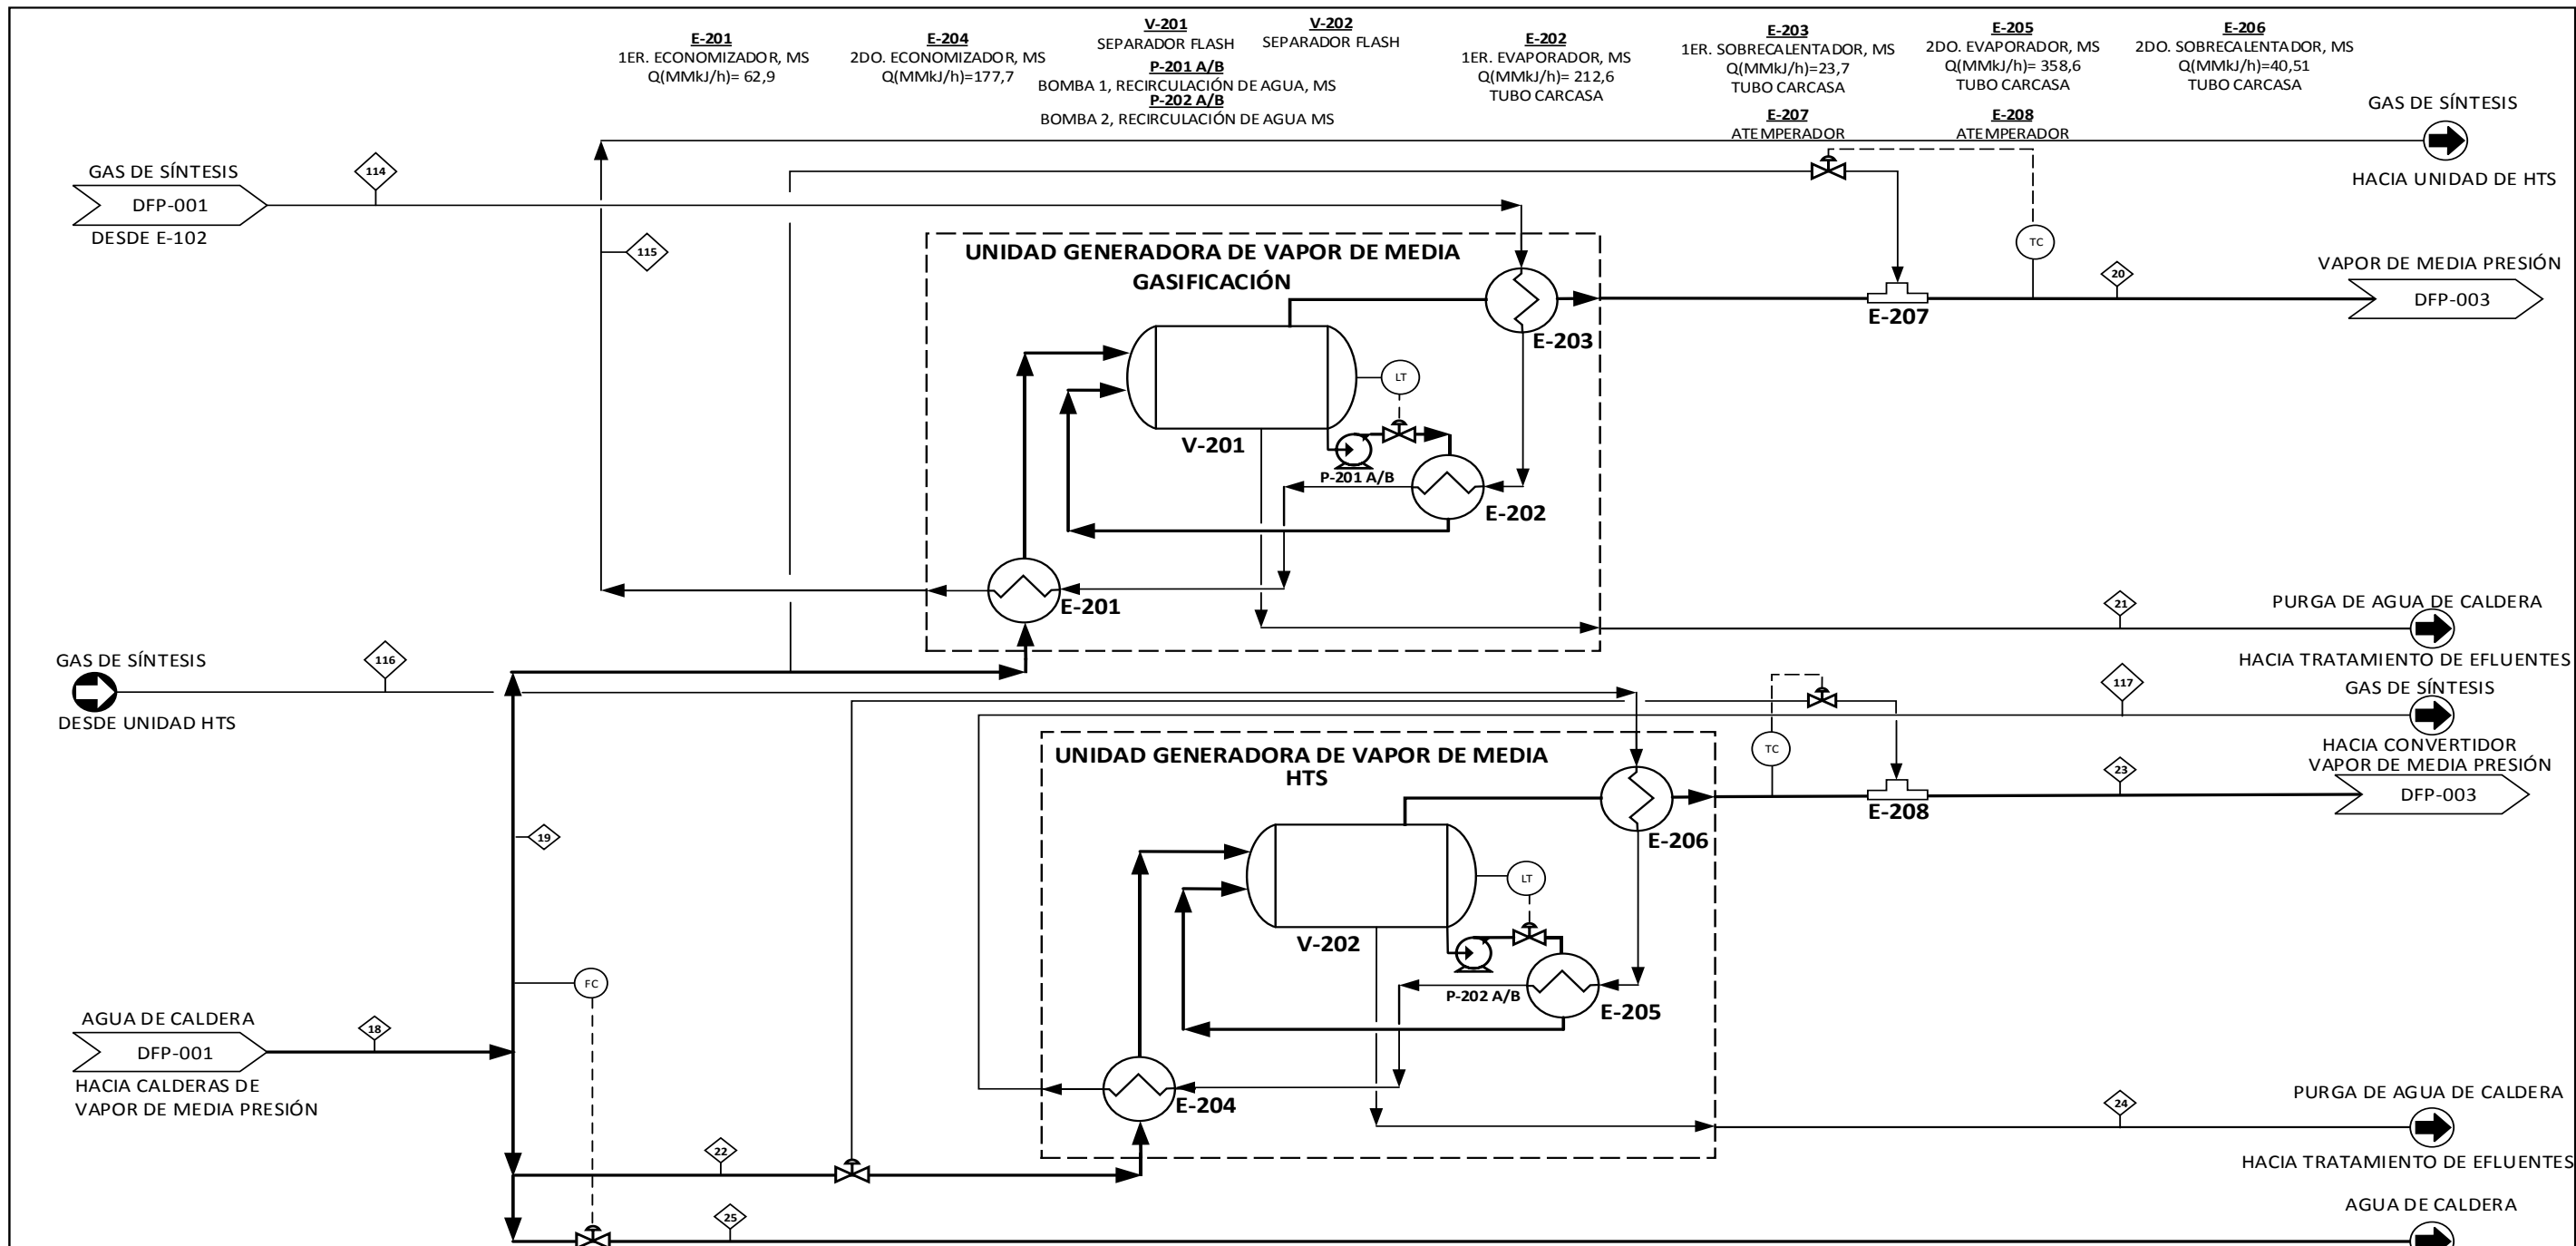 E-201
1ER. ECONOMIZADOR, MS
Q(MMkJ/h)= 62,9
E-204
2DO. ECONOMIZADOR, MS
Q(MMkJ/h)=177,7
V-201
SEPARADOR FLASH
V-202
SEPARADOR FLASH
P-201 A/B
BOMBA 1, RECIRCULACIÓN DE AGUA, MS
P-202 A/B
BOMBA 2, RECIRCULACIÓN DE AGUA MS
E-202
1ER. EVAPORADOR, MS
Q(MMkJ/h)= 212,6
TUBO CARCASA
E-203
1ER. SOBRECALENTADOR, MS
Q(MMkJ/h)=23,7
TUBO CARCASA
E-207
ATEMPERADOR
E-205
2DO. EVAPORADOR, MS
Q(MMkJ/h)= 358,6
TUBO CARCASA
E-208
ATEMPERADOR
E-206
2DO. SOBRECALENTADOR, MS
Q(MMkJ/h)=40,51
TUBO CARCASA
GAS DE SÍNTESIS
HACIA UNIDAD DE HTS
GAS DE SÍNTESIS
DFP-001
DESDE E-102
114
115
UNIDAD GENERADORA DE VAPOR DE MEDIA
GASIFICACIÓN
TC
20
VAPOR DE MEDIA PRESIÓN
DFP-003
E-207
E-203
LT
V-201
P-201 A/B
E-202
E-201
21
PURGA DE AGUA DE CALDERA
HACIA TRATAMIENTO DE EFLUENTES
GAS DE SÍNTESIS
116
DESDE UNIDAD HTS
117
GAS DE SÍNTESIS
HACIA CONVERTIDOR
UNIDAD GENERADORA DE VAPOR DE MEDIA
HTS
TC
23
VAPOR DE MEDIA PRESIÓN
DFP-003
E-208
E-206
19
LT
V-202
P-202 A/B
E-205
FC
AGUA DE CALDERA
18
DFP-001
HACIA CALDERAS DE
VAPOR DE MEDIA PRESIÓN
E-204
24
PURGA DE AGUA DE CALDERA
HACIA TRATAMIENTO DE EFLUENTES
22
25
AGUA DE CALDERA